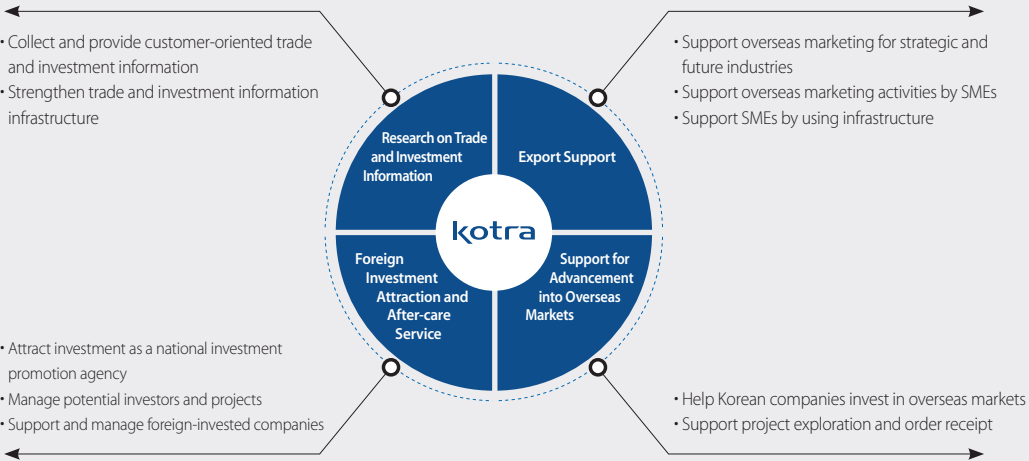 • Collect and provide customer-oriented trade
and investment information
• Strengthen trade and investment information
infrastructure
• Support overseas marketing for strategic and
future industries
• Support overseas marketing activities by SMEs
• Support SMEs by using infrastructure
Research on Trade
and Investment
Information
Export Support
kotra
Foreign
Investment
Attraction and
After-care
Service
Support for
Advancement
into Overseas
Markets
• Attract investment as a national investment
promotion agency
• Manage potential investors and projects
• Support and manage foreign-invested companies
• Help Korean companies invest in overseas markets
• Support project exploration and order receipt